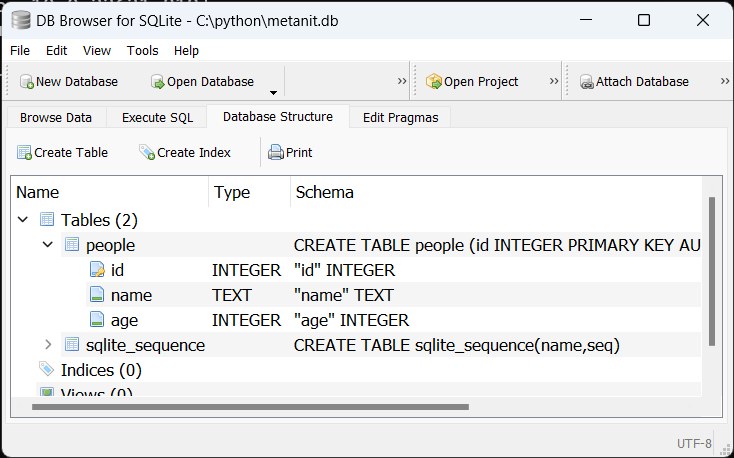 DB Browser for SQLite - C:\python\metanit.db
File Edit View Tools Help
New Database Open Database Open Project Attach Database
Browse Data Execute SQL Database Structure Edit Pragmas
Create Table Create Index Print
Name Type Schema
Tables (2)
people CREATE TABLE people (id INTEGER PRIMARY KEY AU
id INTEGER "id" INTEGER
name TEXT "name" TEXT
age INTEGER "age" INTEGER
sqlite_sequence CREATE TABLE sqlite_sequence(name,seq)
Indices (0)
Views (0)
UTF-8